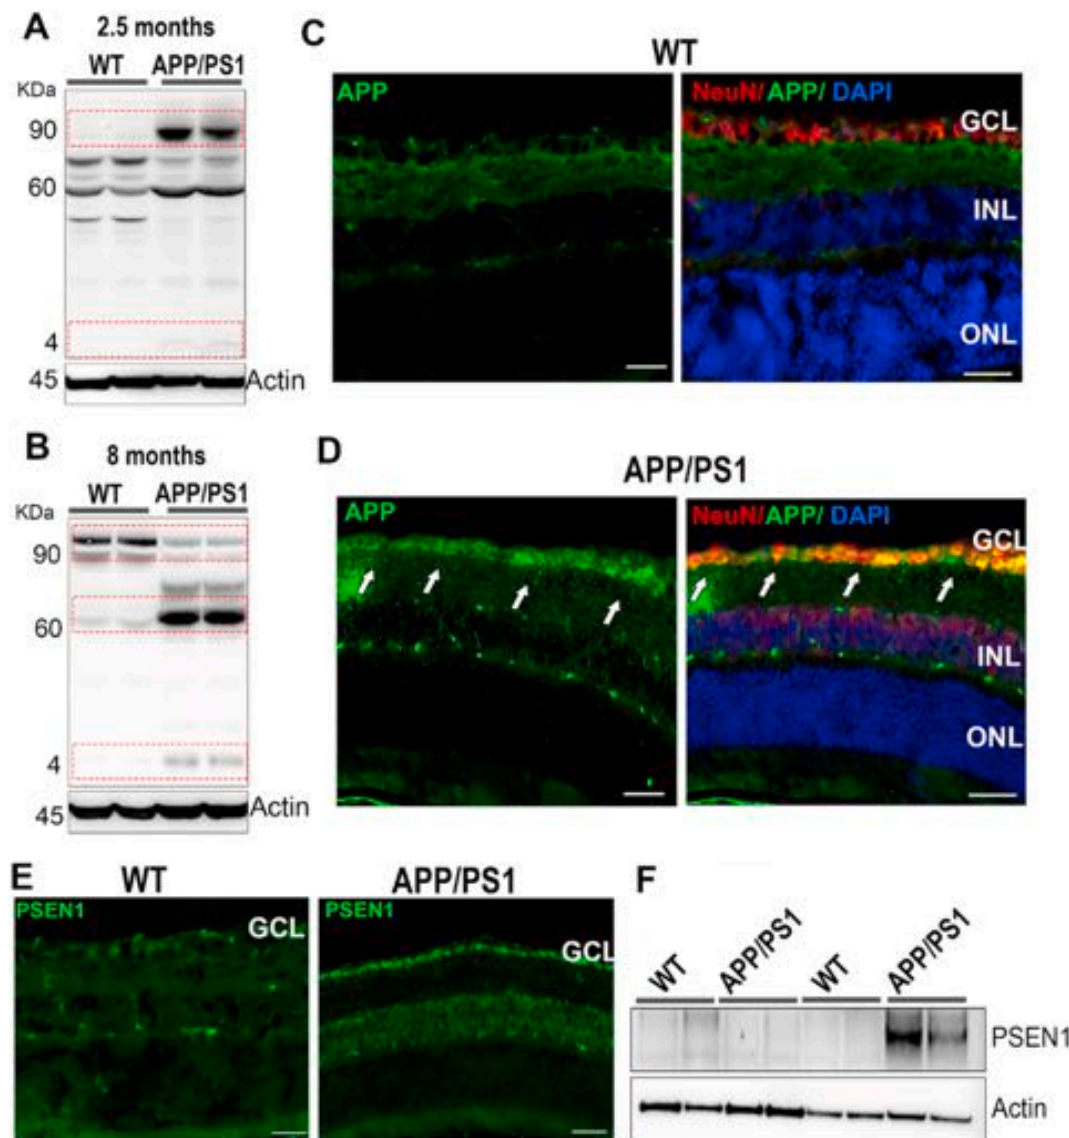 A
2.5 months
WT APP/PS1
KDa
90
60
4
45 Actin
B
8 months
WT APP/PS1
KDa
90
60
4
45 Actin
C
WT
APP
NeuN/ APP/ DAPI
GCL
INL
ONL
D
APP/PS1
APP
NeuN/ APP/ DAPI
GCL
INL
ONL
E
WT APP/PS1
PSEN1
GCL
PSEN1
GCL
F
WT APP/PS1 WT APP/PS1
PSEN1
Actin